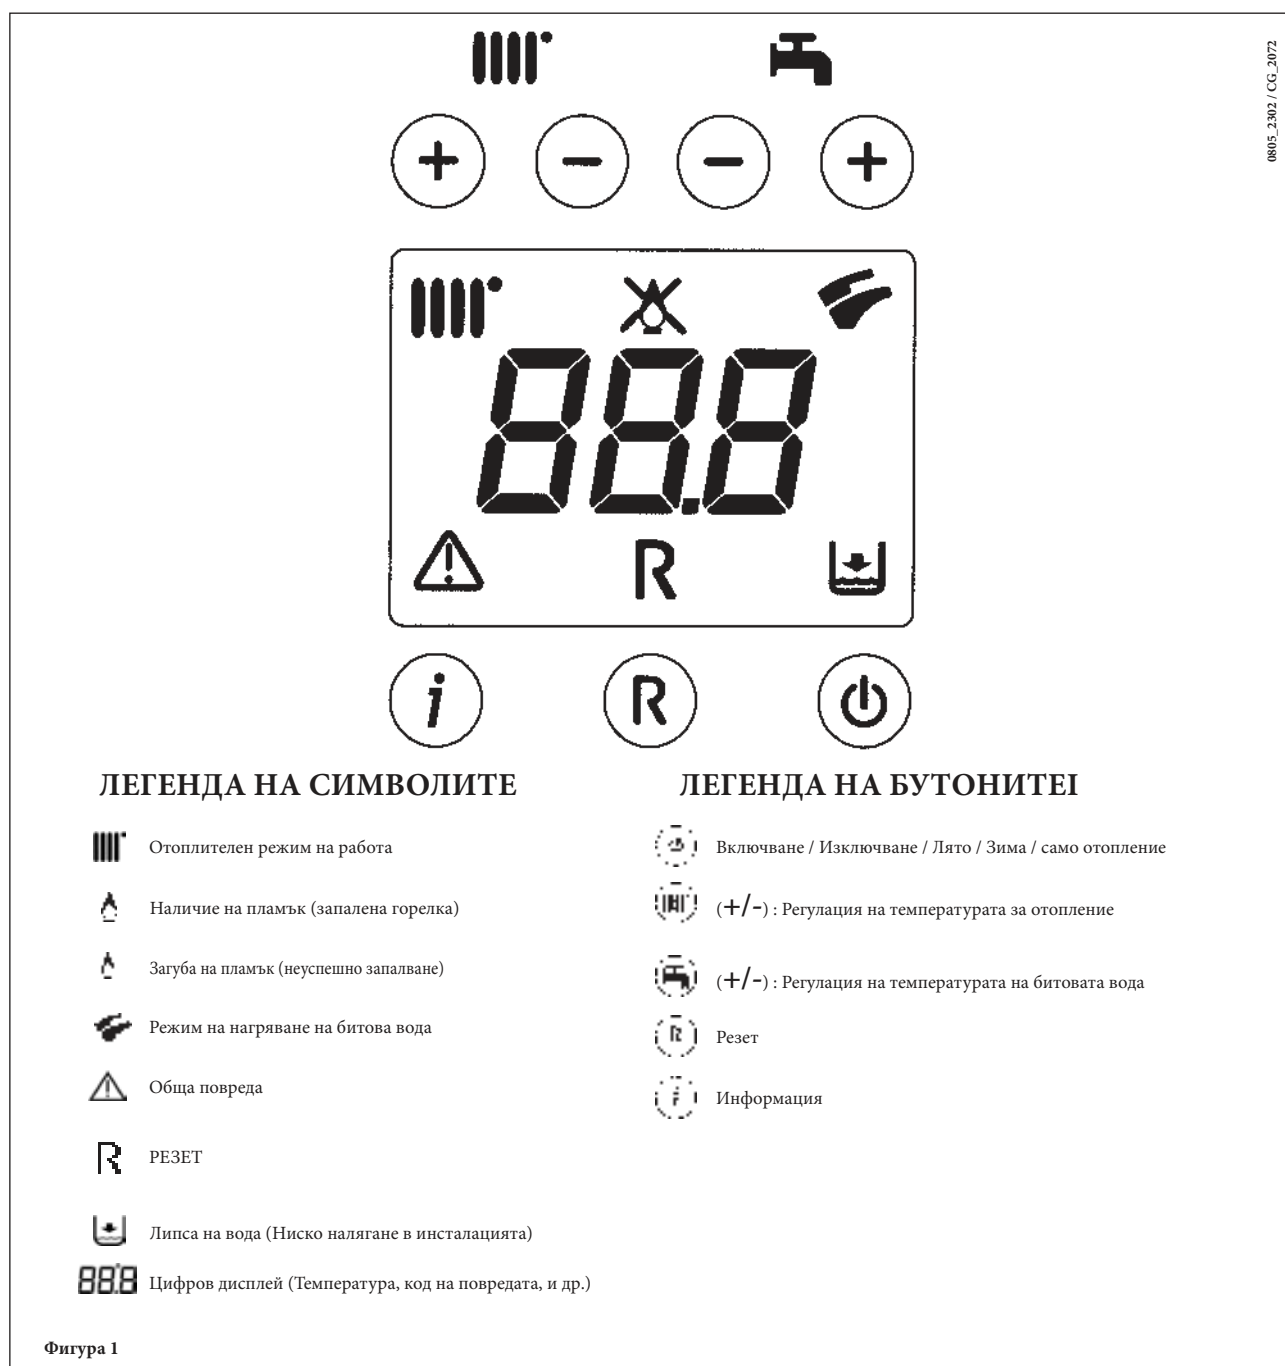 0805_2302 / CG_2072
+ - - +
88.8
R
i R
ЛЕГЕНДА НА СИМВОЛИТЕ
Отоплителен режим на работа
Наличие на пламък (запалена горелка)
Загуба на пламък (неуспешно запалване)
Режим на нагряване на битова вода
Обща повреда
R РЕЗЕТ
Липса на вода (Ниско налягане в инсталацията)
88.8 Цифров дисплей (Температура, код на повредата, и др.)
ЛЕГЕНДА НА БУТОНИТЕI
Включване / Изключване / Лято / Зима / само отопление
(+/-) : Регулация на температурата за отопление
(+/-) : Регулация на температурата на битовата вода
R Резет
i Информация
Фигура 1